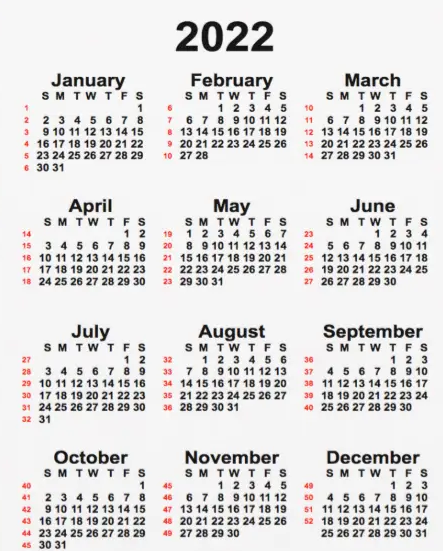 2022
January
S M T W T F S
1 1
2 2 3 4 5 6 7 8
3 9 10 11 12 13 14 15
4 16 17 18 19 20 21 22
5 23 24 25 26 27 28 29
6 30 31
February
S M T W T F S
6 1 2 3 4 5
7 6 7 8 9 10 11 12
8 13 14 15 16 17 18 19
9 20 21 22 23 24 25 26
10 27 28
March
S M T W T F S
10 1 2 3 4 5
11 6 7 8 9 10 11 12
12 13 14 15 16 17 18 19
13 20 21 22 23 24 25 26
14 27 28 29 30 31
April
S M T W T F S
14 1 2
15 3 4 5 6 7 8 9
16 10 11 12 13 14 15 16
17 17 18 19 20 21 22 23
18 24 25 26 27 28 29 30
May
S M T W T F S
19 1 2 3 4 5 6 7
20 8 9 10 11 12 13 14
21 15 16 17 18 19 20 21
22 22 23 24 25 26 27 28
23 29 30 31
June
S M T W T F S
23 1 2 3 4
24 5 6 7 8 9 10 11
25 12 13 14 15 16 17 18
26 19 20 21 22 23 24 25
27 26 27 28 29 30
July
S M T W T F S
27 1 2
28 3 4 5 6 7 8 9
29 10 11 12 13 14 15 16
30 17 18 19 20 21 22 23
31 24 25 26 27 28 29 30
32 31
August
S M T W T F S
32 1 2 3 4 5 6
33 7 8 9 10 11 12 13
34 14 15 16 17 18 19 20
35 21 22 23 24 25 26 27
36 28 29 30 31
September
S M T W T F S
36 1 2 3
37 4 5 6 7 8 9 10
38 11 12 13 14 15 16 17
39 18 19 20 21 22 23 24
40 25 26 27 28 29 30
October
S M T W T F S
40 1
41 2 3 4 5 6 7 8
42 9 10 11 12 13 14 15
43 16 17 18 19 20 21 22
44 23 24 25 26 27 28 29
45 30 31
November
S M T W T F S
45 1 2 3 4 5
46 6 7 8 9 10 11 12
47 13 14 15 16 17 18 19
48 20 21 22 23 24 25 26
49 27 28 29 30
December
S M T W T F S
49 1 2 3
50 4 5 6 7 8 9 10
51 11 12 13 14 15 16 17
52 18 19 20 21 22 23 24
25 26 27 28 29 30 31